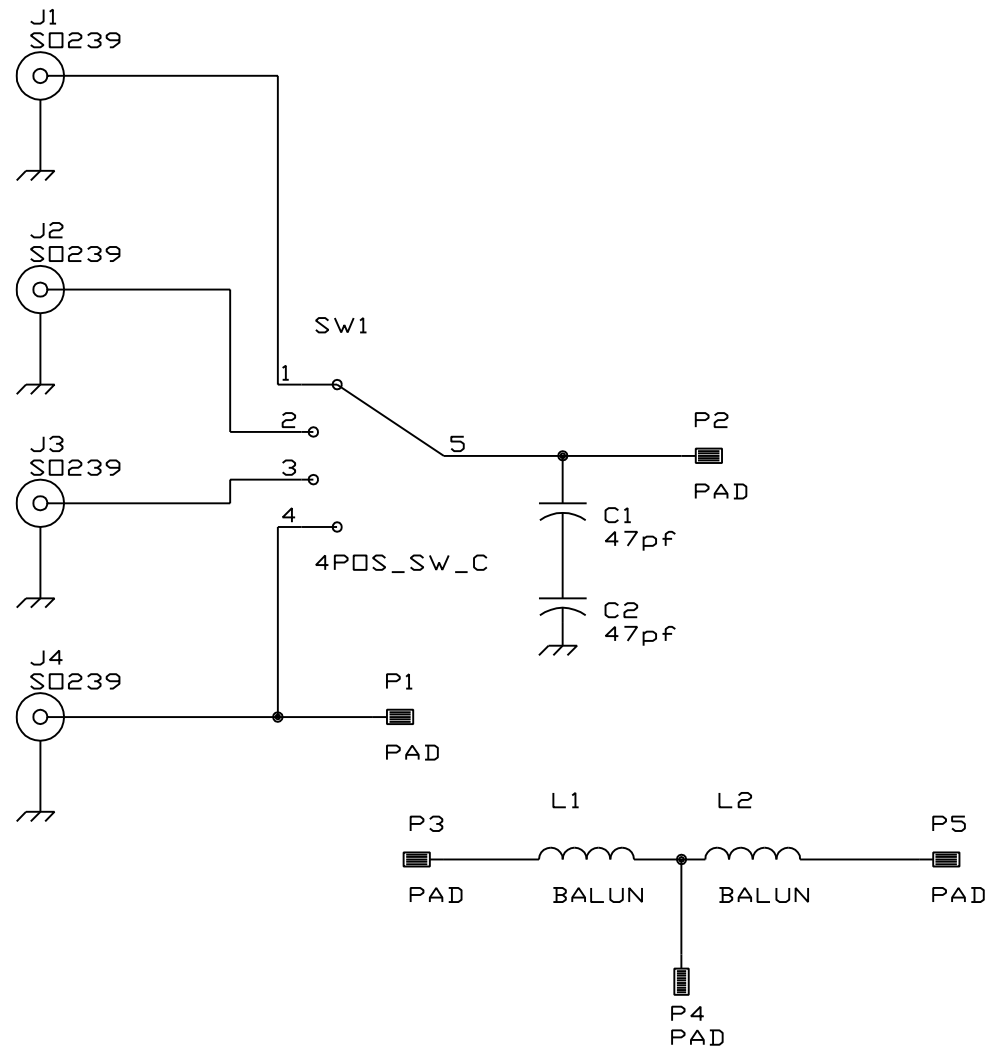 J1
SO239
J2
SO239
SW1
1
2
P2
J3
SO239
5
3
PAD
4
C1
47pf
4POS_SW_C
C2
47pf
J4
SO239
P1
PAD
L1
L2
P3
P5
PAD
BALUN
BALUN
PAD
P4
PAD